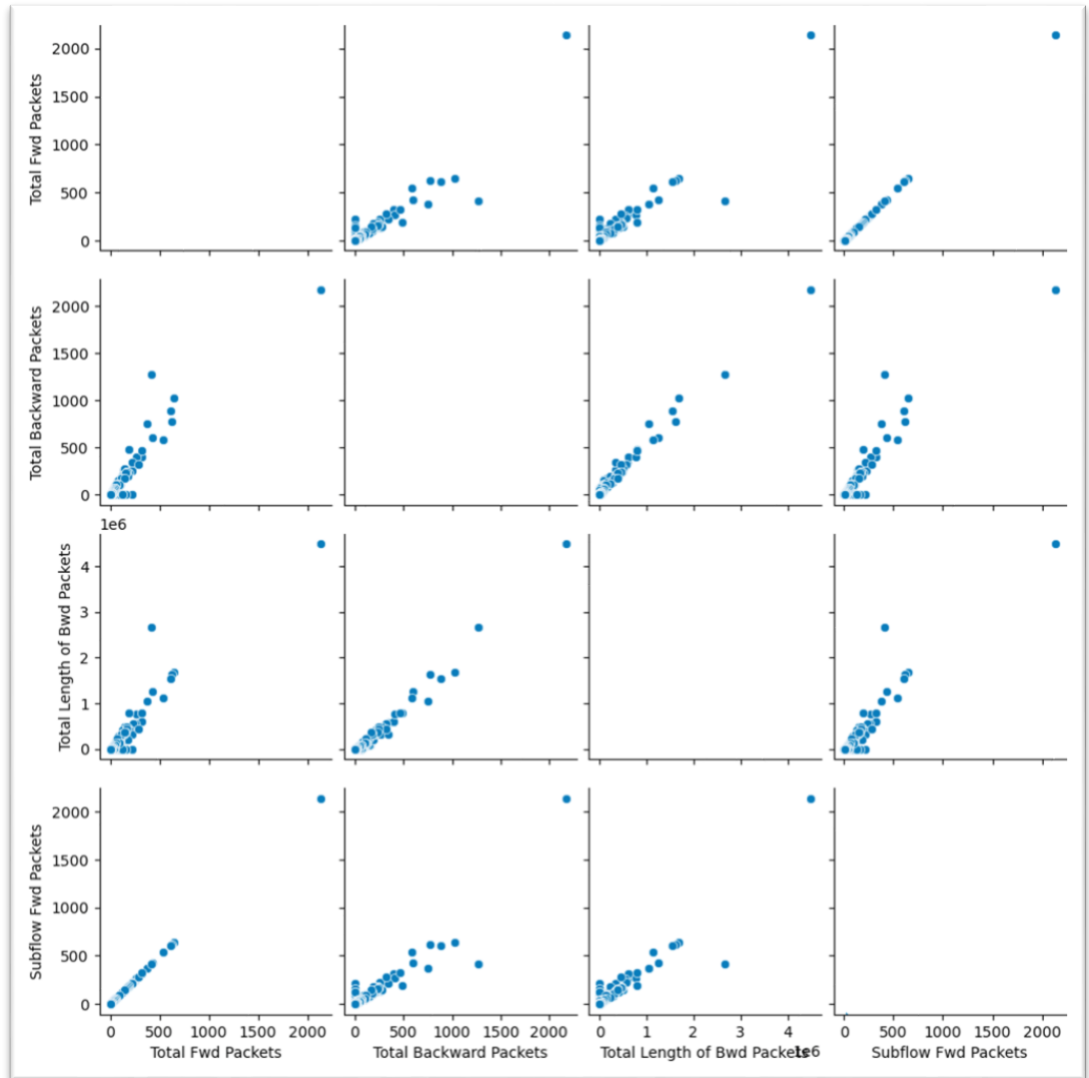 Total Fwd Packets
2000
1500
1000
500
0
Total Backward Packets
2000
1500
1000
500
0
1e6
Total Length of Bwd Packets
4
3
2
1
0
Subflow Fwd Packets
2000
1500
1000
500
0
0 500 1000 1500 2000
0 500 1000 1500 2000
0 1 2 3 4
0 500 1000 1500 2000
Total Fwd Packets
Total Backward Packets
Total Length of Bwd Packets
1e6
Subflow Fwd Packets